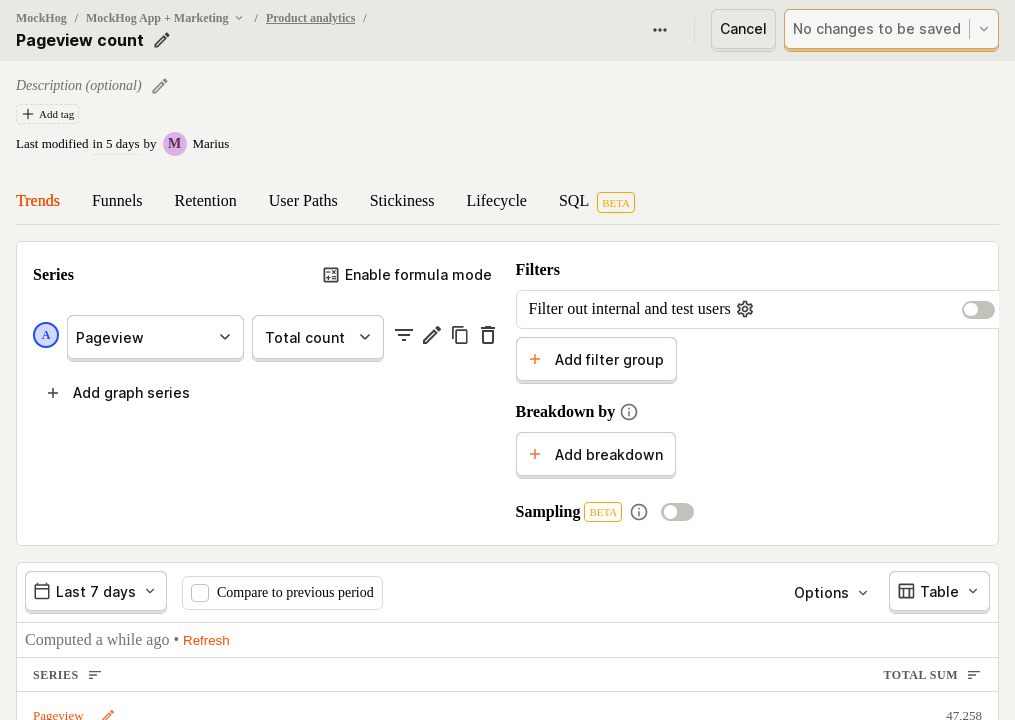 MockHog / MockHog App + Marketing / Product analytics /
Pageview count
Cancel
No changes to be saved
Description (optional)
Add tag
Last modified in 5 days by M Marius
Trends Funnels Retention User Paths Stickiness Lifecycle SQL BETA
Series
Enable formula mode
A Pageview Total count
Add graph series
Filters
Filter out internal and test users
Add filter group
Breakdown by
Add breakdown
Sampling BETA
Last 7 days Compare to previous period Options Table
Computed a while ago • Refresh
SERIES TOTAL SUM
Pageview 47,258